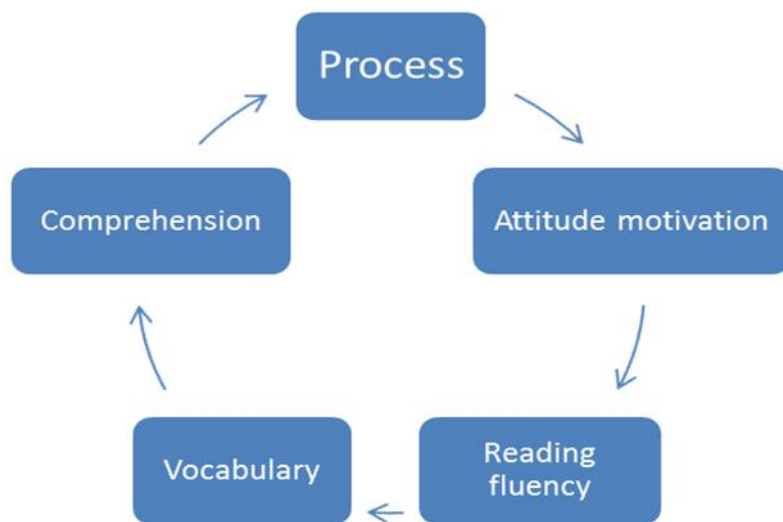 Process
Attitude motivation
Reading
fluency
Vocabulary
Comprehension